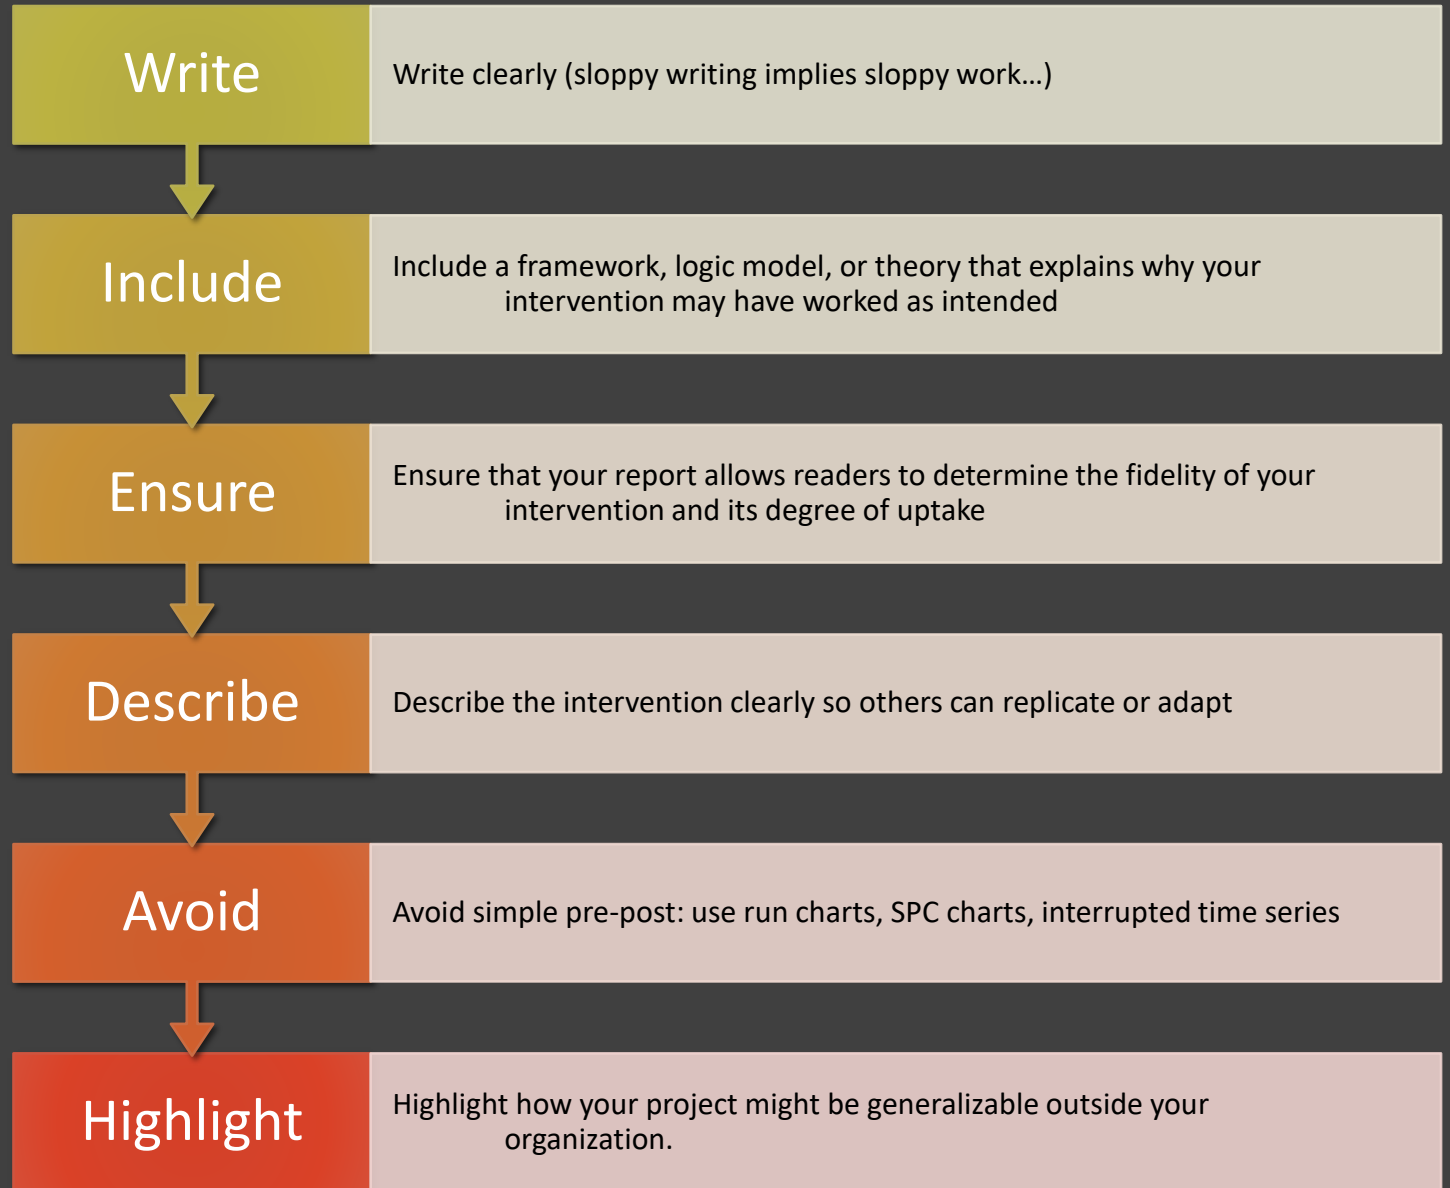 Write
Write clearly (sloppy writing implies sloppy work…)
Include
Include a framework, logic model, or theory that explains why your
intervention may have worked as intended
Ensure
Ensure that your report allows readers to determine the fidelity of your
intervention and its degree of uptake
Describe
Describe the intervention clearly so others can replicate or adapt
Avoid
Avoid simple pre-post: use run charts, SPC charts, interrupted time series
Highlight
Highlight how your project might be generalizable outside your
organization.